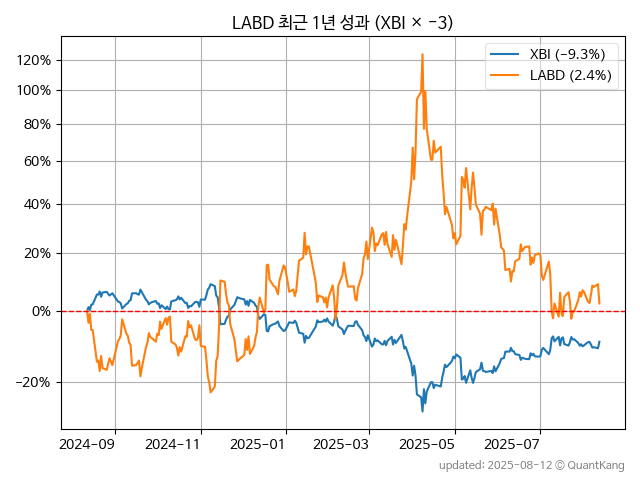 LABD 최근 1년 성과 (XBI × −3)
XBI (−9.3%)
LABD (2.4%)
120%
100%
80%
60%
40%
20%
0%
−20%
2024-09 2024-11 2025-01 2025-03 2025-05 2025-07
updated: 2025-08-12 © QuantKang